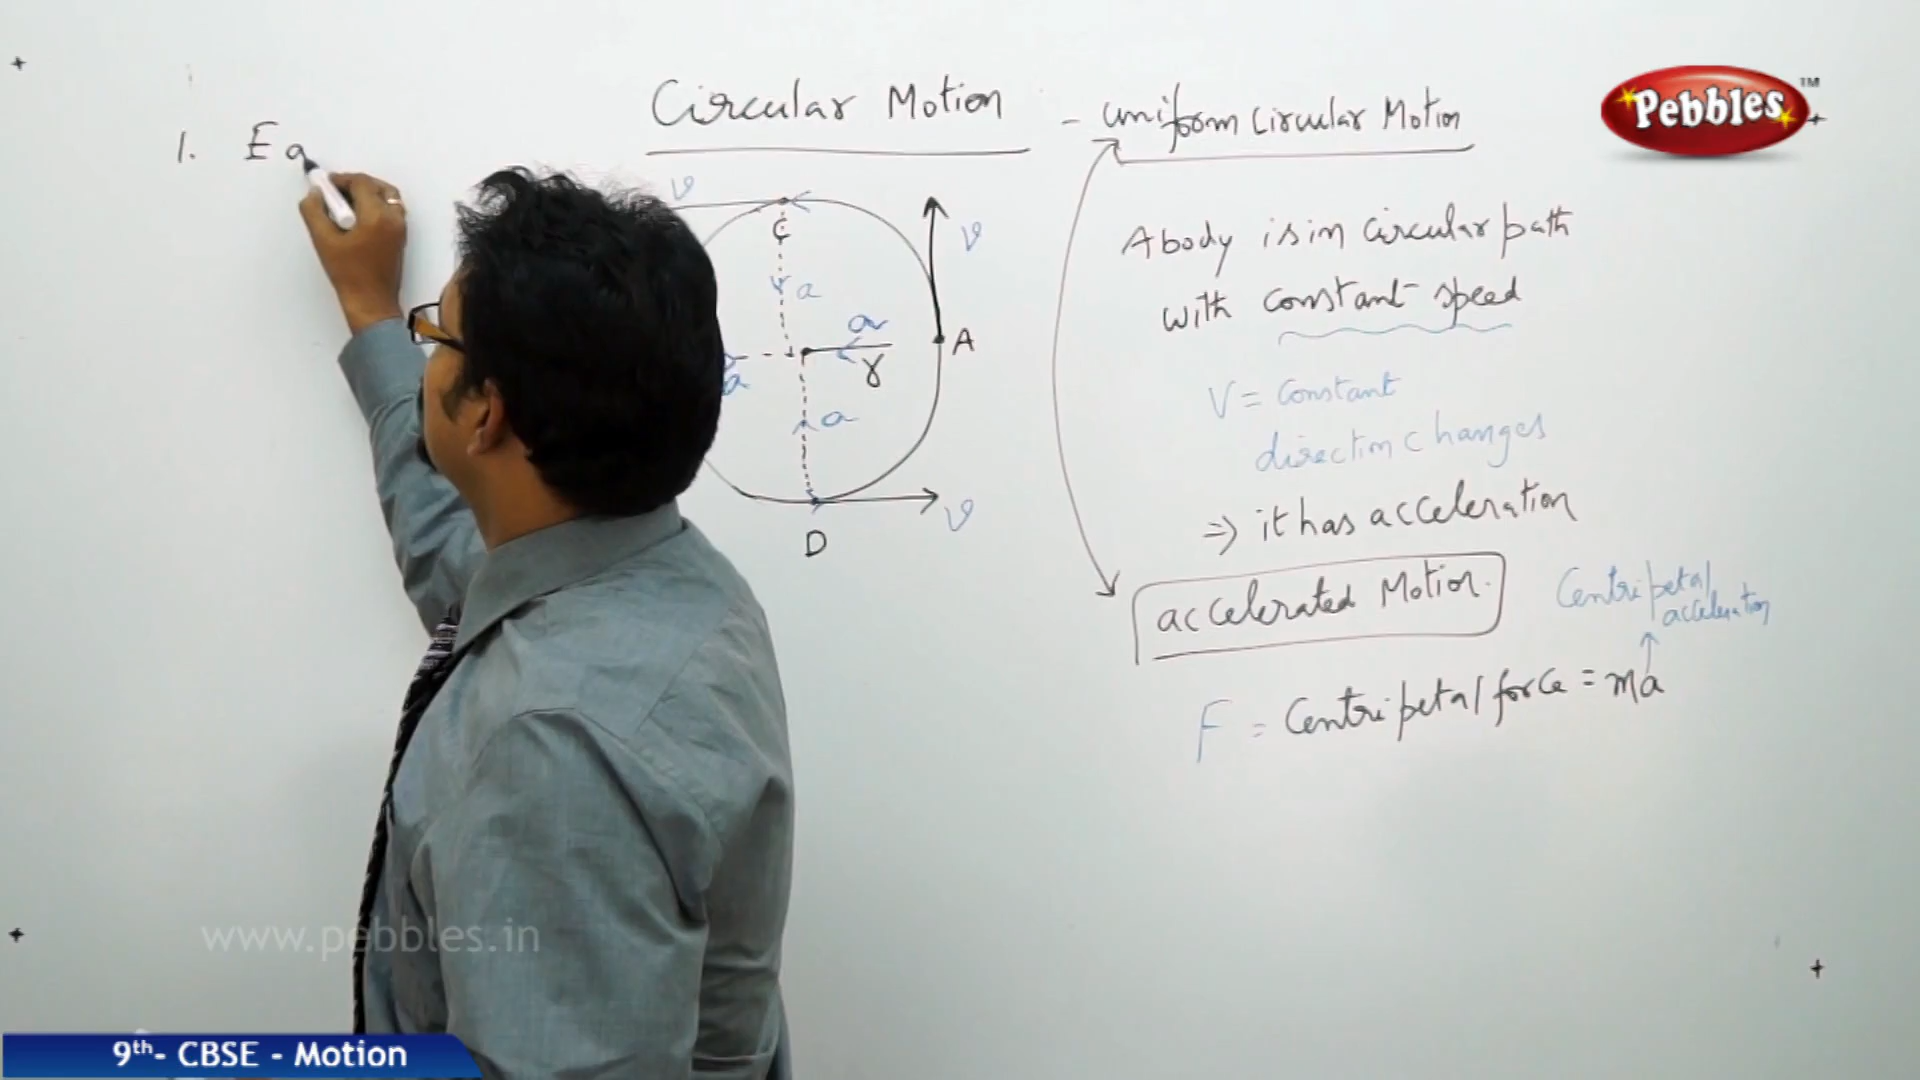 Circular Motion - uniform Circular Motion
Pebbles™
1. Ea
v
C
v
a
a
A
r
a
a
D
v
A body is in circular path
with constant speed
V = constant
direction changes
⇒ it has acceleration
accelerated Motion.
Centripetal
acceleration
F = Centripetal force = ma
www.pebbles.in
9th- CBSE - Motion